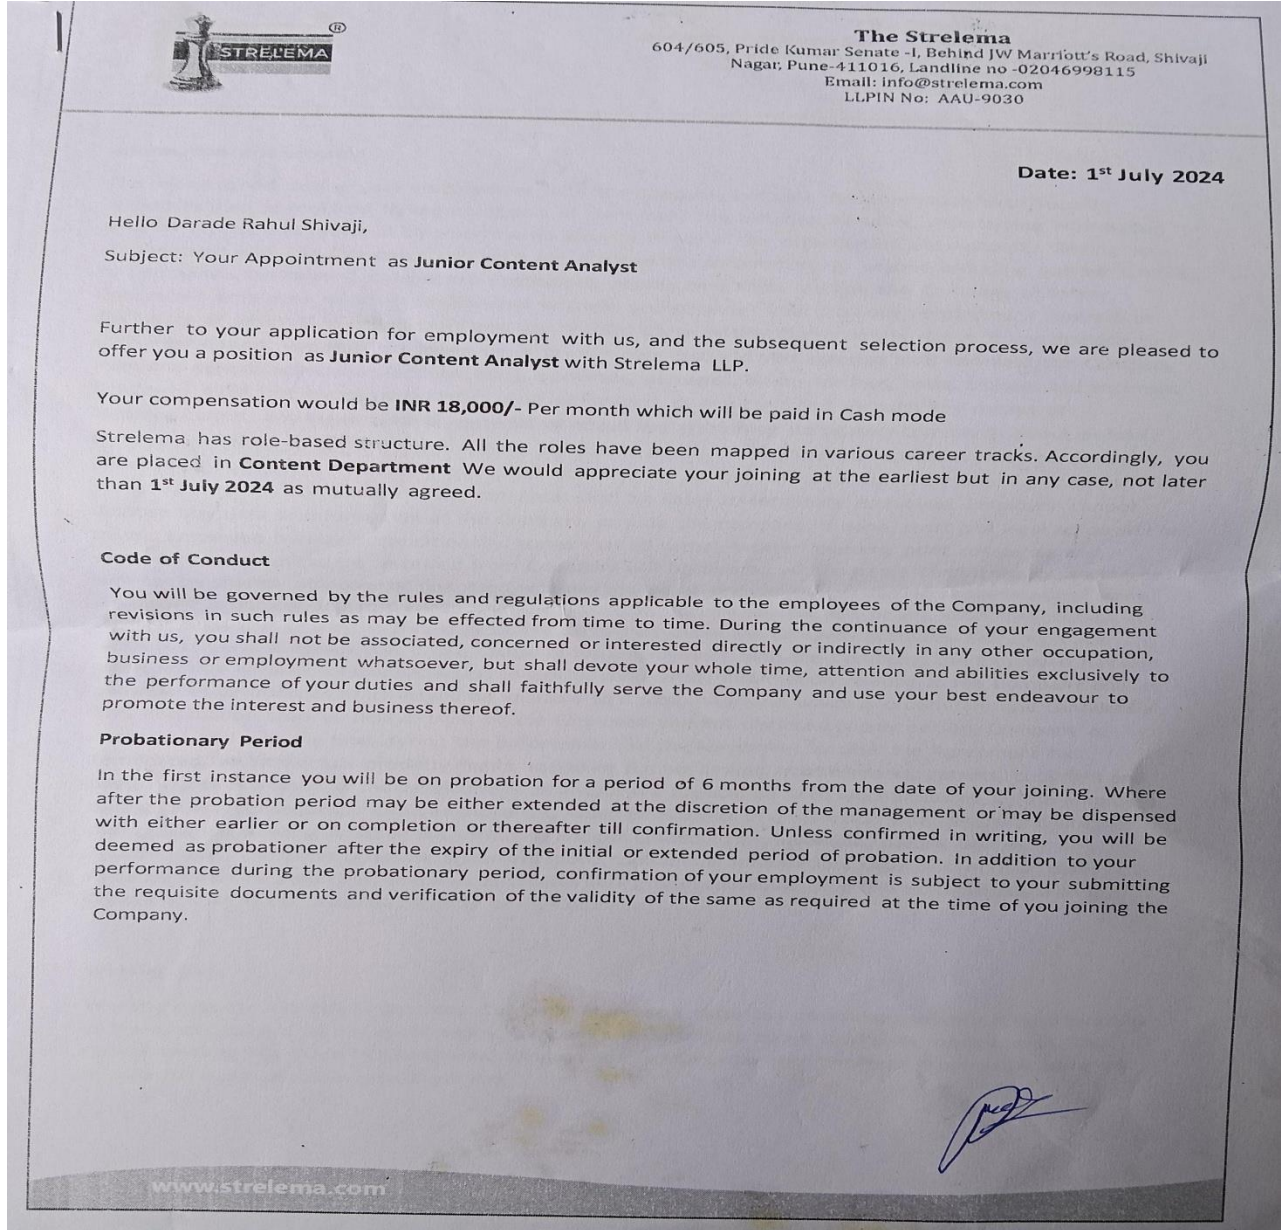 ®
STRELEMA
The Strelema
604/605, Pride Kumar Senate -I, Behind JW Marriott's Road, Shivaji
Nagar, Pune-411016, Landline no -02046998115
Email: info@strelema.com
LLPIN No: AAU-9030
Date: 1st July 2024
Hello Darade Rahul Shivaji,
Subject: Your Appointment as Junior Content Analyst
Further to your application for employment with us, and the subsequent selection process, we are pleased to
offer you a position as Junior Content Analyst with Strelema LLP.
Your compensation would be INR 18,000/- Per month which will be paid in Cash mode
Strelema has role-based structure. All the roles have been mapped in various career tracks. Accordingly, you
are placed in Content Department We would appreciate your joining at the earliest but in any case, not later
than 1st July 2024 as mutually agreed.
Code of Conduct
You will be governed by the rules and regulations applicable to the employees of the Company, including
revisions in such rules as may be effected from time to time. During the continuance of your engagement
with us, you shall not be associated, concerned or interested directly or indirectly in any other occupation,
business or employment whatsoever, but shall devote your whole time, attention and abilities exclusively to
the performance of your duties and shall faithfully serve the Company and use your best endeavour to
promote the interest and business thereof.
Probationary Period
In the first instance you will be on probation for a period of 6 months from the date of your joining. Where
after the probation period may be either extended at the discretion of the management or may be dispensed
with either earlier or on completion or thereafter till confirmation. Unless confirmed in writing, you will be
deemed as probationer after the expiry of the initial or extended period of probation. In addition to your
performance during the probationary period, confirmation of your employment is subject to your submitting
the requisite documents and verification of the validity of the same as required at the time of you joining the
Company.
www.strelema.com